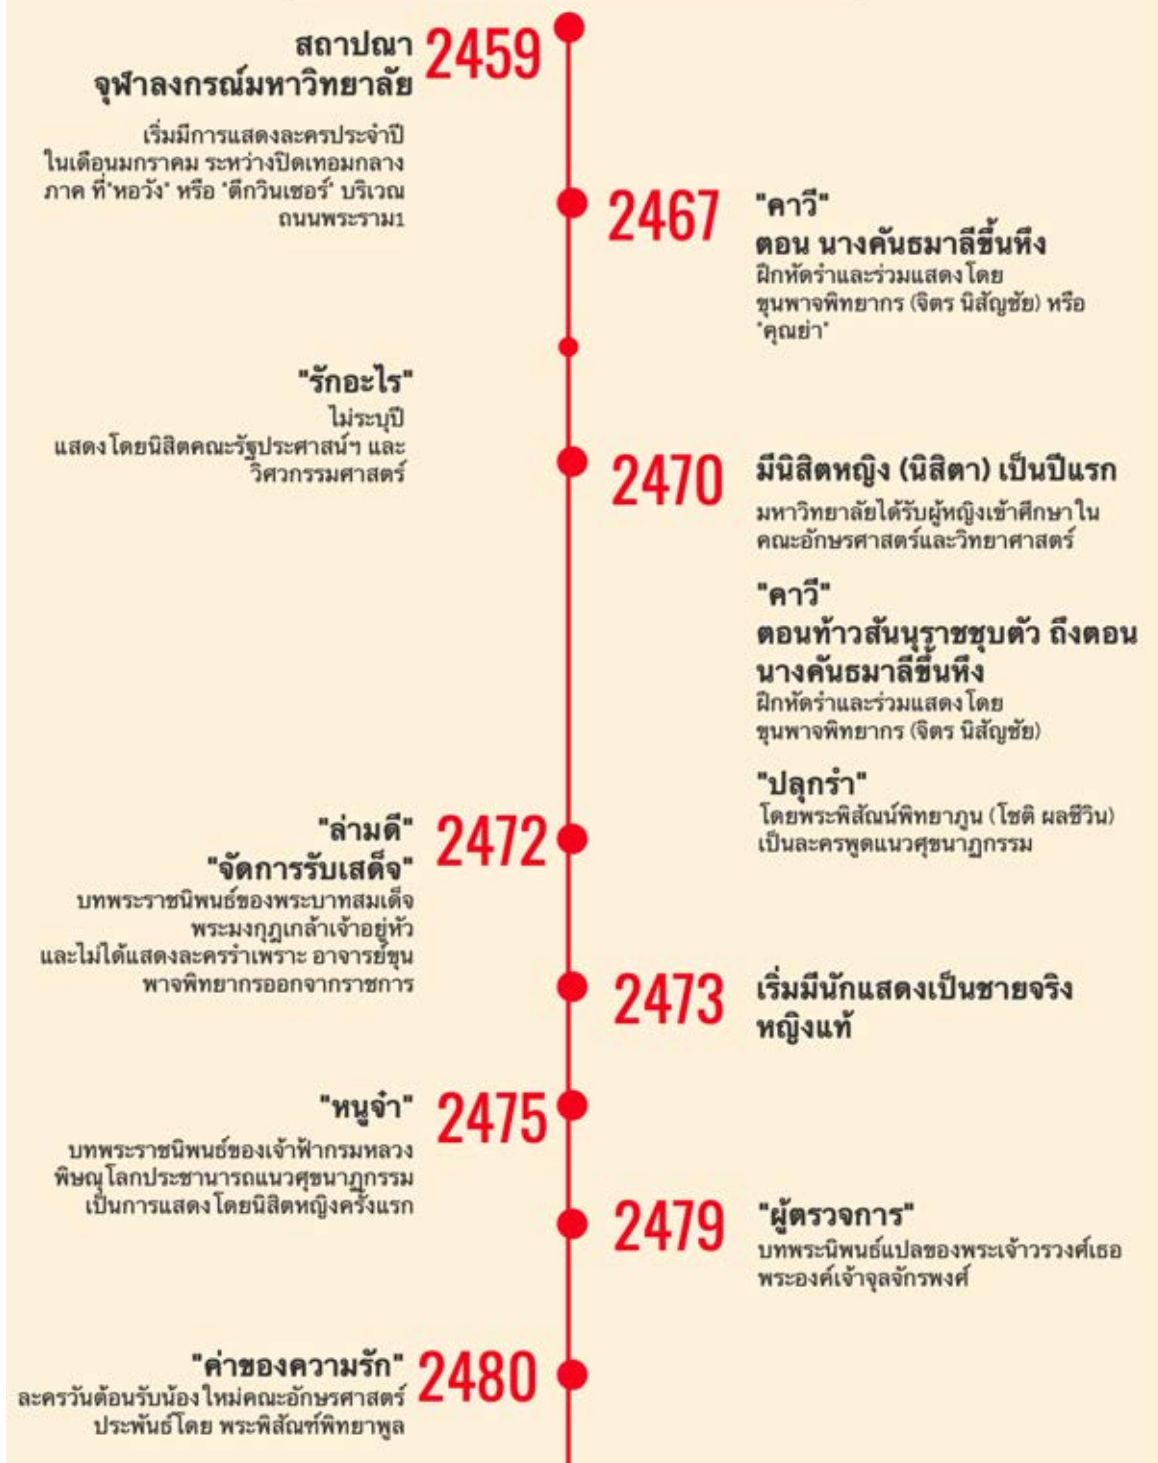 2459
สถาปณา
จุฬาลงกรณ์มหาวิทยาลัย
เริ่มมีการแสดงละครประจำปี
ในเดือนมกราคม ระหว่างปิดเทอมกลาง
ภาค ที่"หอวัง" หรือ "ตึกวินเซอร์" บริเวณ
ถนนพระราม1
2467
"คาวี"
ตอน นางคันธมาลีขึ้นหึง
ฝึกหัดรำและร่วมแสดงโดย
ขุนพาจพิทยากร (จิตร นิสัญชัย) หรือ
"คุณย่า"
"รักอะไร"
ไม่ระบุปี
แสดงโดยนิสิตคณะรัฐประศาสน์ฯ และ
วิศวกรรมศาสตร์
2470
มีนิสิตหญิง (นิสิตา) เป็นปีแรก
มหาวิทยาลัยได้รับผู้หญิงเข้าศึกษาใน
คณะอักษรศาสตร์และวิทยาศาสตร์
"คาวี"
ตอนท้าวสันนุราชชุบตัว ถึงตอน
นางคันธมาลีขึ้นหึง
ฝึกหัดรำและร่วมแสดงโดย
ขุนพาจพิทยากร (จิตร นิสัญชัย)
"ปลุกรำ"
โดยพระพิสัณน์พิทยาภูน (โชติ ผลชีวิน)
เป็นละครพูดแนวศุขนาฏกรรม
2472
"ล่ามดี"
"จัดการรับเสด็จ"
บทพระราชนิพนธ์ของพระบาทสมเด็จ
พระมงกุฎเกล้าเจ้าอยู่หัว
และไม่ได้แสดงละครรำเพราะ อาจารย์ขุน
พาจพิทยากรออกจากราชการ
2473
เริ่มมีนักแสดงเป็นชายจริง
หญิงแท้
2475
"หนูจ๋า"
บทพระราชนิพนธ์ของเจ้าฟ้ากรมหลวง
พิษณุโลกประชานารถแนวศุขนาฏกรรม
เป็นการแสดงโดยนิสิตหญิงครั้งแรก
2479
"ผู้ตรวจการ"
บทพระนิพนธ์แปลของพระเจ้าวรวงศ์เธอ
พระองค์เจ้าจุลจักรพงศ์
2480
"ค่าของความรัก"
ละครวันต้อนรับน้องใหม่คณะอักษรศาสตร์
ประพันธ์โดย พระพิสัณฑ์พิทยาพูล